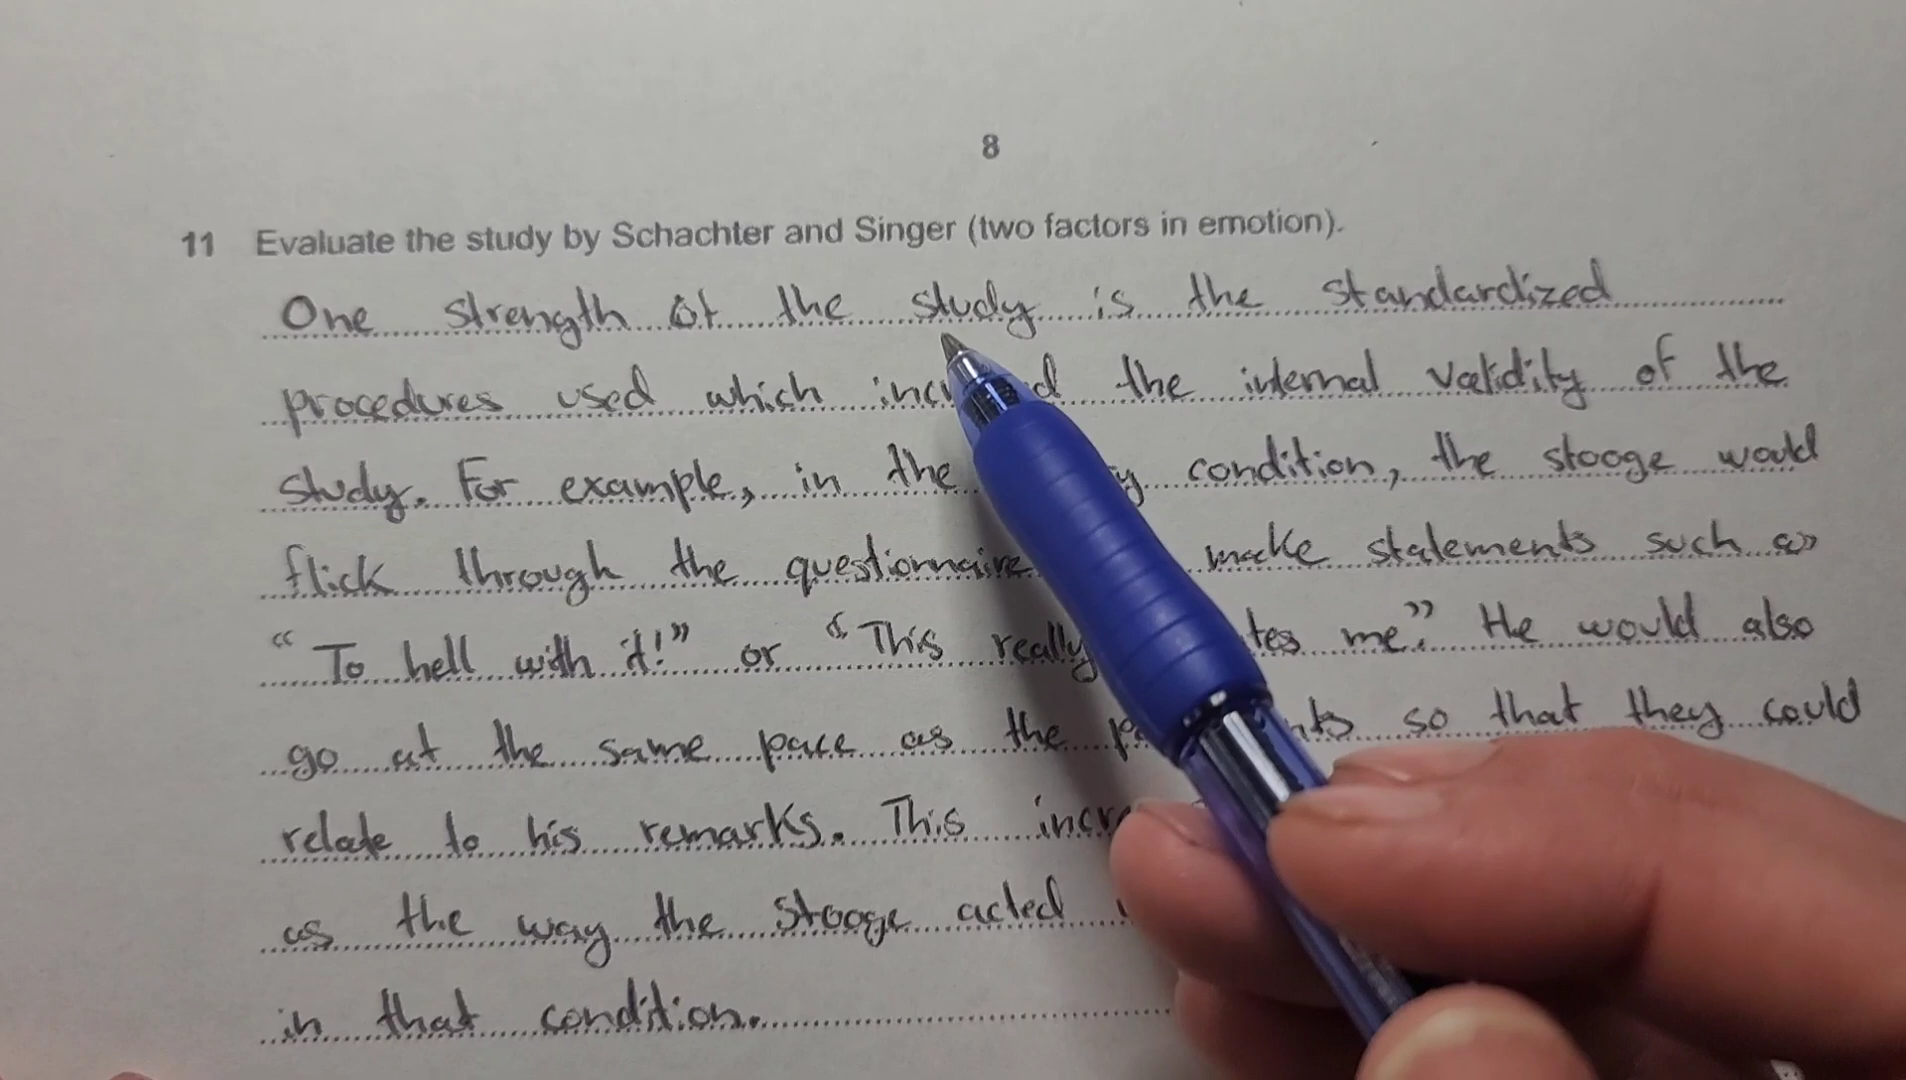 8
11 Evaluate the study by Schachter and Singer (two factors in emotion).
One strength of the study is the standardized
procedures used which the internal validity of the
study. For example, in the condition, the stooge would
flick through the questionnaire make statements such as
"To hell with it!" or "This really me." He would also
go at the same pace as the so that they could
relate to his remarks. This
as the way the stooge acted
in that condition.